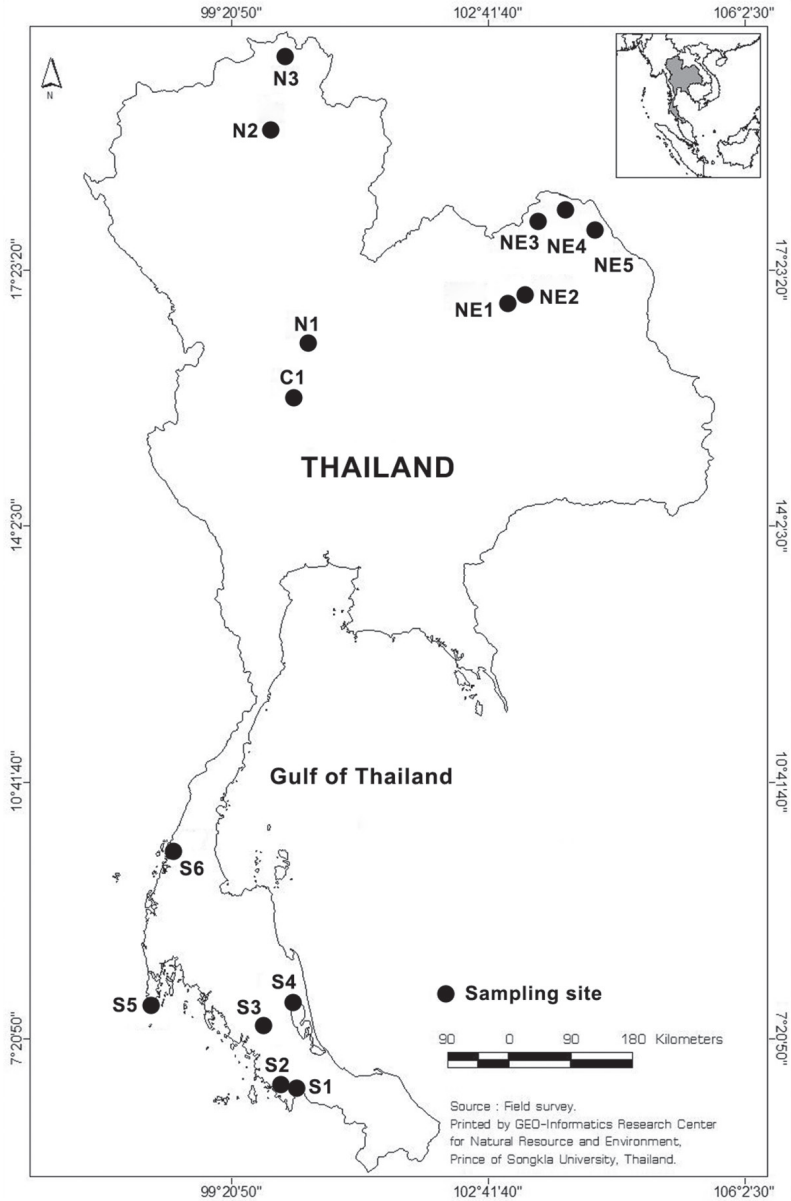 99°20'50" 102°41'40" 106°2'30"
N
N3
N2
NE3 NE4
NE5
17°23'20" 17°23'20"
NE1 NE2
N1
C1
THAILAND
14°2'30" 14°2'30"
Gulf of Thailand
10°41'40" 10°41'40"
S6
S4
S5
S3
Sampling site
7°20'50" 7°20'50"
90 0 90 180 Kilometers
S2
S1
Source : Field survey.
Printed by GEO-Informatics Research Center
for Natural Resource and Environment,
Prince of Songkla University, Thailand.
99°20'50" 102°41'40" 106°2'30"